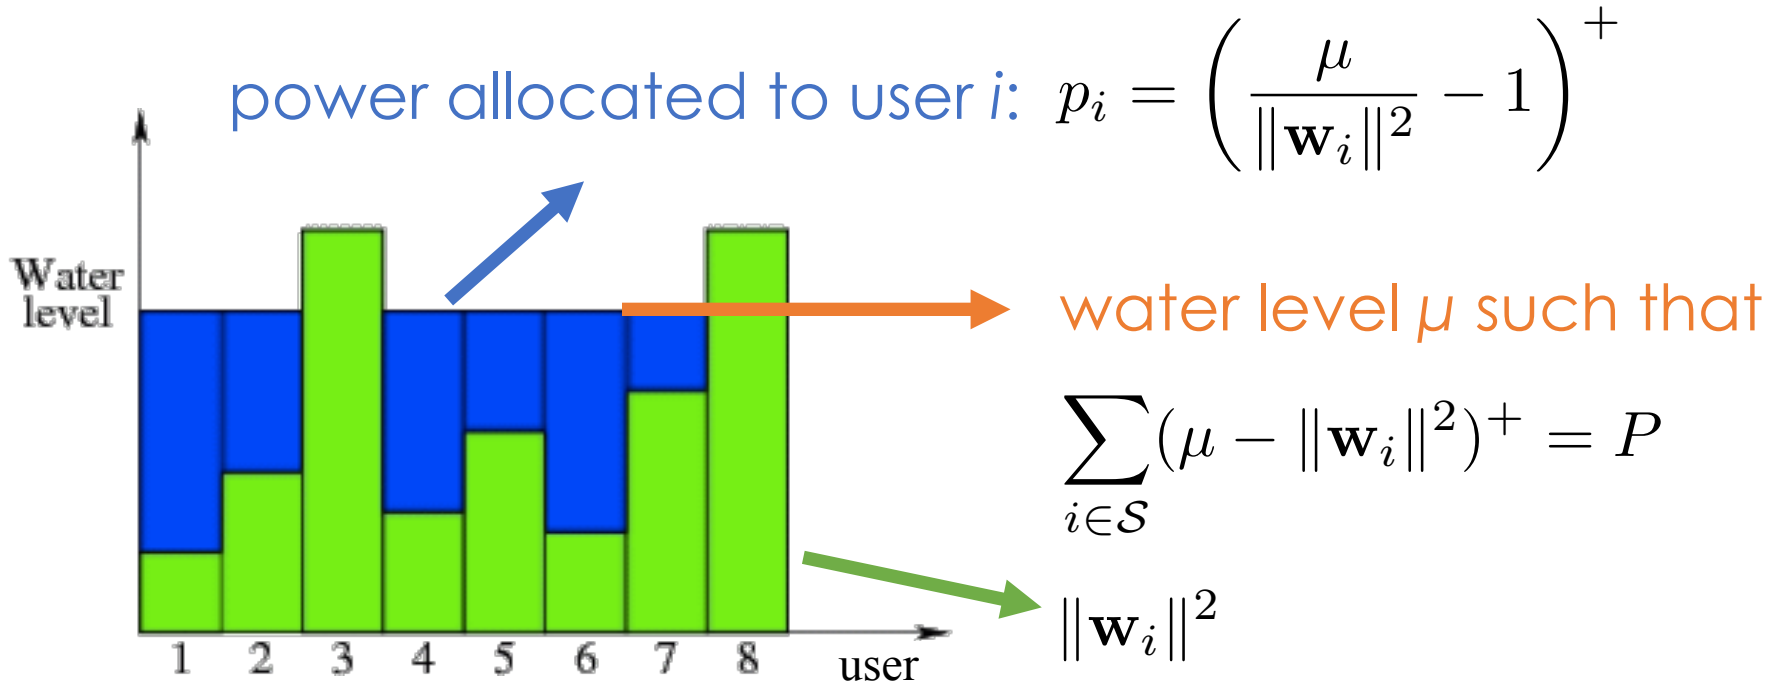 power allocated to user i: p_i = ( μ / ‖w_i‖² − 1 )⁺
Water
level
water level μ such that
∑_{i∈S} (μ − ‖w_i‖²)⁺ = P
‖w_i‖²
1 2 3 4 5 6 7 8
user